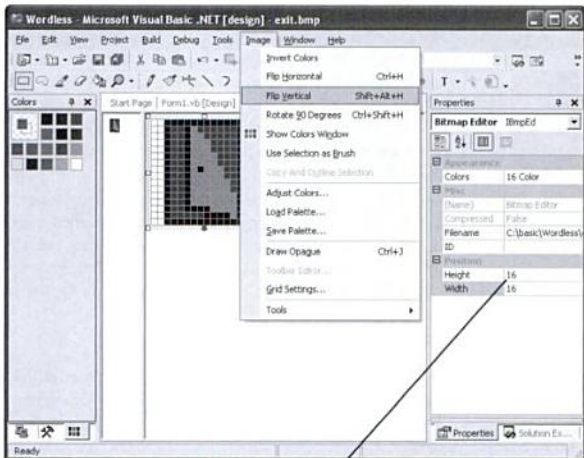 Wordless - Microsoft Visual Basic .NET [design] - exit.bmp
File Edit View Project Build Debug Tools Image Window Help
Colors
Start Page Form1.vb [Design]
Invert Colors
Flip Horizontal Ctrl+H
Flip Vertical Shift+Alt+H
Rotate 90 Degrees Ctrl+Shift+H
Show Colors Window
Use Selection as Brush
Copy And Outline Selection
Adjust Colors...
Load Palette...
Save Palette...
Draw Opaque Ctrl+J
Toolbar Editor...
Grid Settings...
Tools
Properties
Bitmap Editor IBmpEd
Appearance
Colors 16 Color
Misc
(Name) Bitmap Editor
Compressed False
Filename C:\basic\Wordless\
ID
Position
Height 16
Width 16
Properties Solution Ex...
Ready